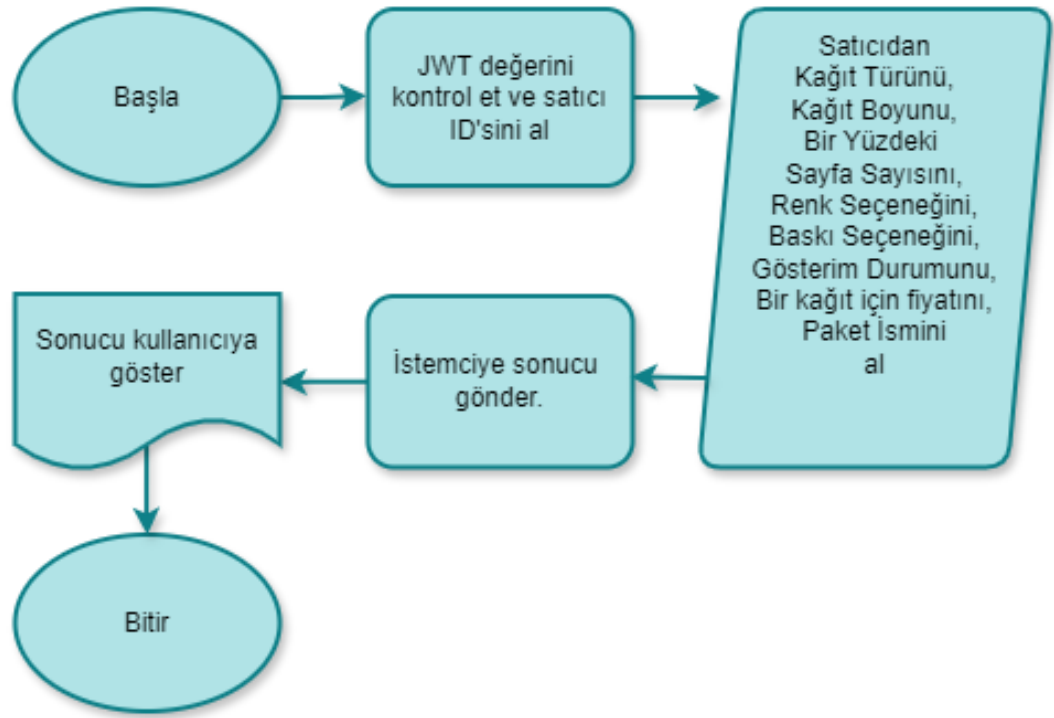 Başla
JWT değerini
kontrol et ve satıcı
ID'sini al
Satıcıdan
Kağıt Türünü,
Kağıt Boyunu,
Bir Yüzdeki
Sayfa Sayısını,
Renk Seçeneğini,
Baskı Seçeneğini,
Gösterim Durumunu,
Bir kağıt için fiyatını,
Paket İsmini
al
İstemciye sonucu
gönder.
Sonucu kullanıcıya
göster
Bitir